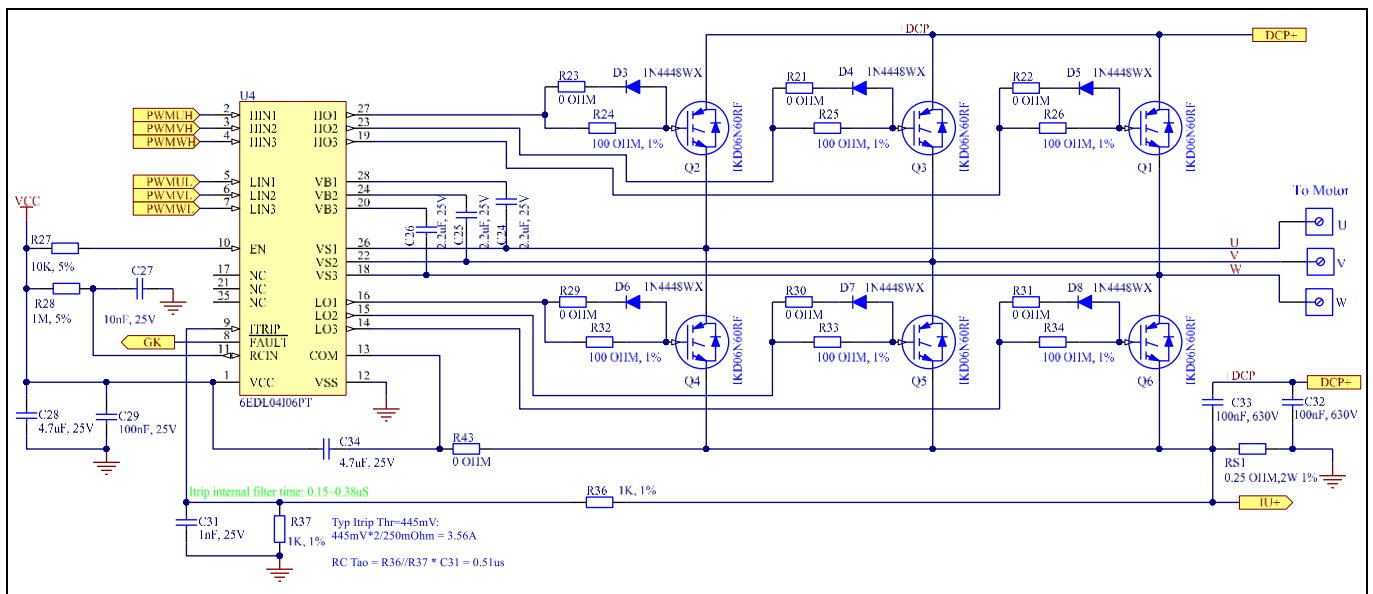 DCP
DCP+
R23
0 OHM
D3
1N4448WX
R24
100 OHM, 1%
Q2
IKD06N60RF
R21
0 OHM
D4
1N4448WX
R25
100 OHM, 1%
Q3
IKD06N60RF
R22
0 OHM
D5
1N4448WX
R26
100 OHM, 1%
Q1
IKD06N60RF
U4
PWMUH
2
HIN1
HO1
27
PWMVH
3
HIN2
HO2
23
PWMWH
4
HIN3
HO3
19
PWMUL
5
LIN1
VB1
28
PWMVL
6
LIN2
VB2
24
PWMWL
7
LIN3
VB3
20
VCC
R27
10K, 5%
10
EN
VS1
26
VS2
22
VS3
18
17
NC
21
NC
25
NC
LO1
16
LO2
15
LO3
14
9
ITRIP
GK
8
FAULT
11
RCIN
COM
13
1
VCC
VSS
12
6EDL04I06PT
C26
2.2uF, 25V
C25
2.2uF, 25V
C24
2.2uF, 25V
To Motor
U
U
V
V
W
W
R28
1M, 5%
C27
10nF, 25V
R29
0 OHM
D6
1N4448WX
R32
100 OHM, 1%
Q4
IKD06N60RF
R30
0 OHM
D7
1N4448WX
R33
100 OHM, 1%
Q5
IKD06N60RF
R31
0 OHM
D8
1N4448WX
R34
100 OHM, 1%
Q6
IKD06N60RF
DCP
DCP+
C33
100nF, 630V
C32
100nF, 630V
C28
4.7uF, 25V
C29
100nF, 25V
C34
4.7uF, 25V
R43
0 OHM
RS1
0.25 OHM,2W 1%
Itrip internal filter time: 0.15~0.38uS
R36
1K, 1%
IU+
C31
1nF, 25V
R37
1K, 1%
Typ Itrip Thr=445mV:
445mV*2/250mOhm = 3.56A
RC Tao = R36//R37 * C31 = 0.51us